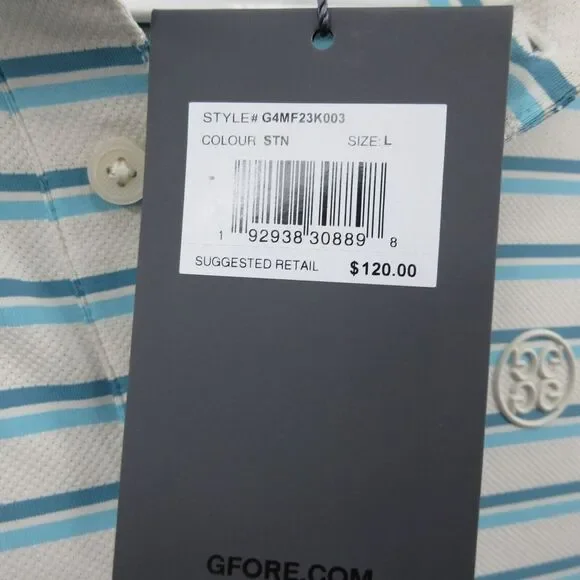 STYLE# G4MF23K003
COLOUR STN SIZE: L
1 92938 30889 8
SUGGESTED RETAIL $120.00
GFORE.COM